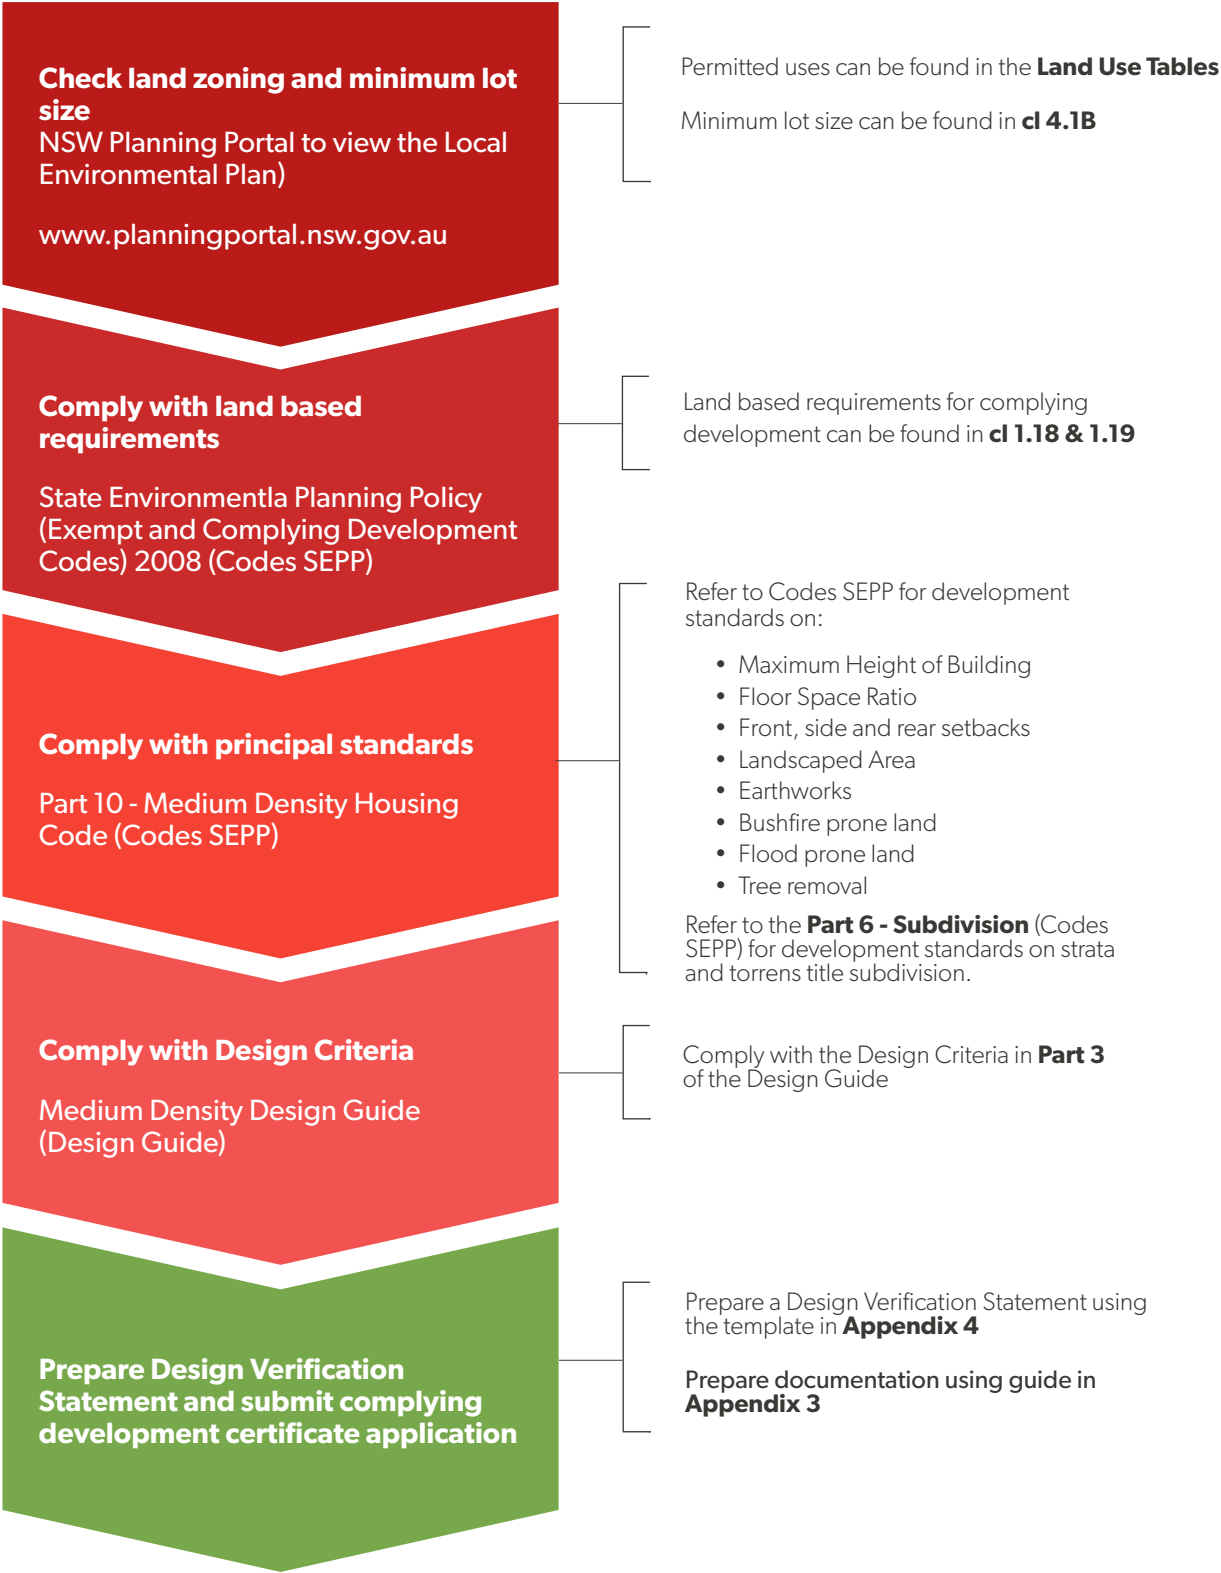 Check land zoning and minimum lot
size
NSW Planning Portal to view the Local
Environmental Plan)
www.planningportal.nsw.gov.au
Permitted uses can be found in the Land Use Tables
Minimum lot size can be found in cl 4.1B
Comply with land based
requirements
State Environmentla Planning Policy
(Exempt and Complying Development
Codes) 2008 (Codes SEPP)
Land based requirements for complying
development can be found in cl 1.18 & 1.19
Comply with principal standards
Part 10 - Medium Density Housing
Code (Codes SEPP)
Refer to Codes SEPP for development
standards on:
• Maximum Height of Building
• Floor Space Ratio
• Front, side and rear setbacks
• Landscaped Area
• Earthworks
• Bushfire prone land
• Flood prone land
• Tree removal
Refer to the Part 6 - Subdivision (Codes
SEPP) for development standards on strata
and torrens title subdivision.
Comply with Design Criteria
Medium Density Design Guide
(Design Guide)
Comply with the Design Criteria in Part 3
of the Design Guide
Prepare Design Verification
Statement and submit complying
development certificate application
Prepare a Design Verification Statement using
the template in Appendix 4
Prepare documentation using guide in
Appendix 3